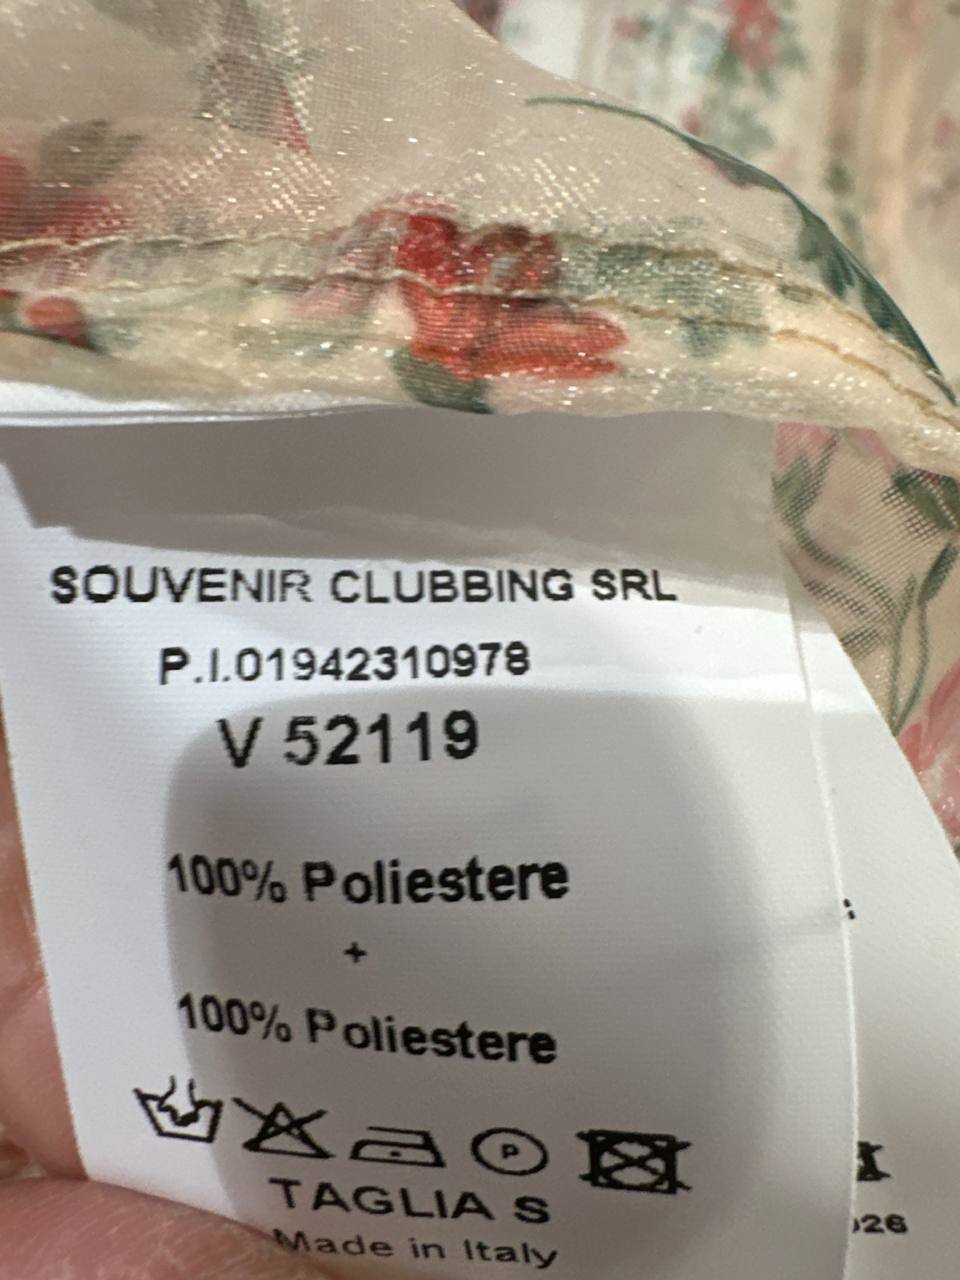 SOUVENIR CLUBBING SRL
P.I.01942310978
V 52119
100% Poliestere
+
100% Poliestere
P
TAGLIA S
Made in Italy